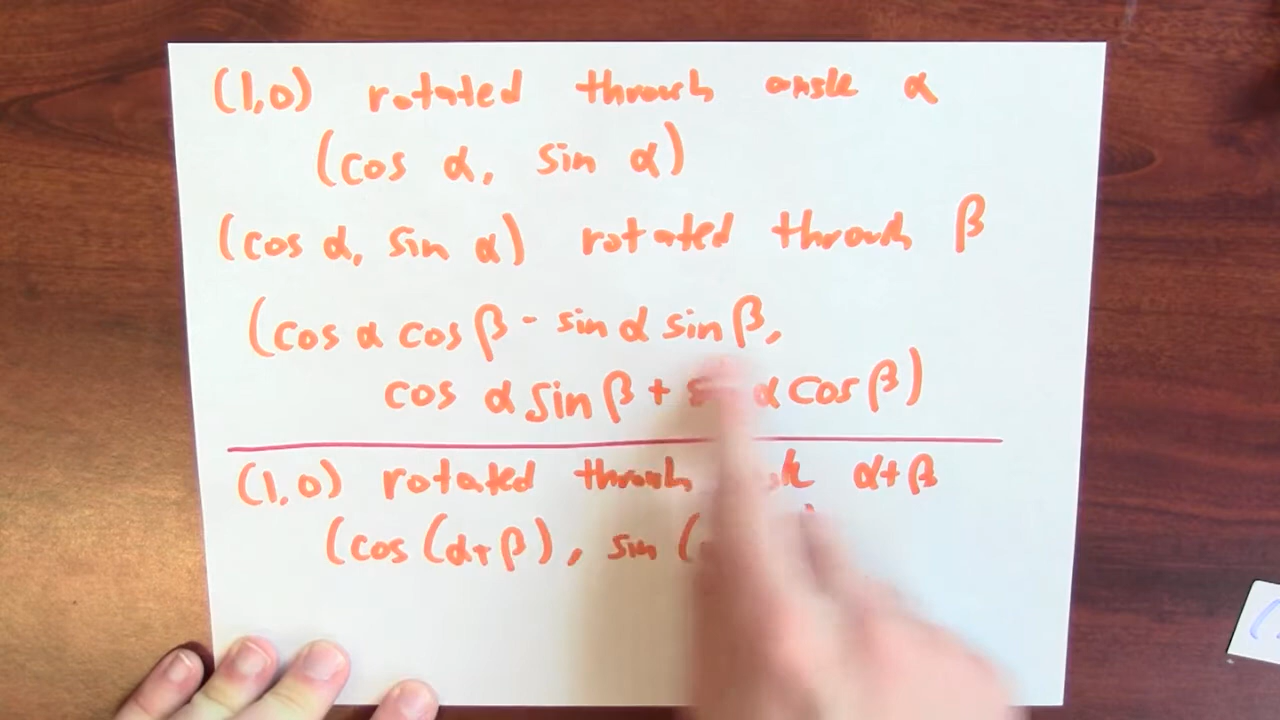 (1,0) rotated through angle α
(cos α, sin α)
(cos α, sin α) rotated through β
(cos α cos β - sin α sin β,
cos α sin β + α cos β)
(1,0) rotated through α+β
(cos (α+β), sin (